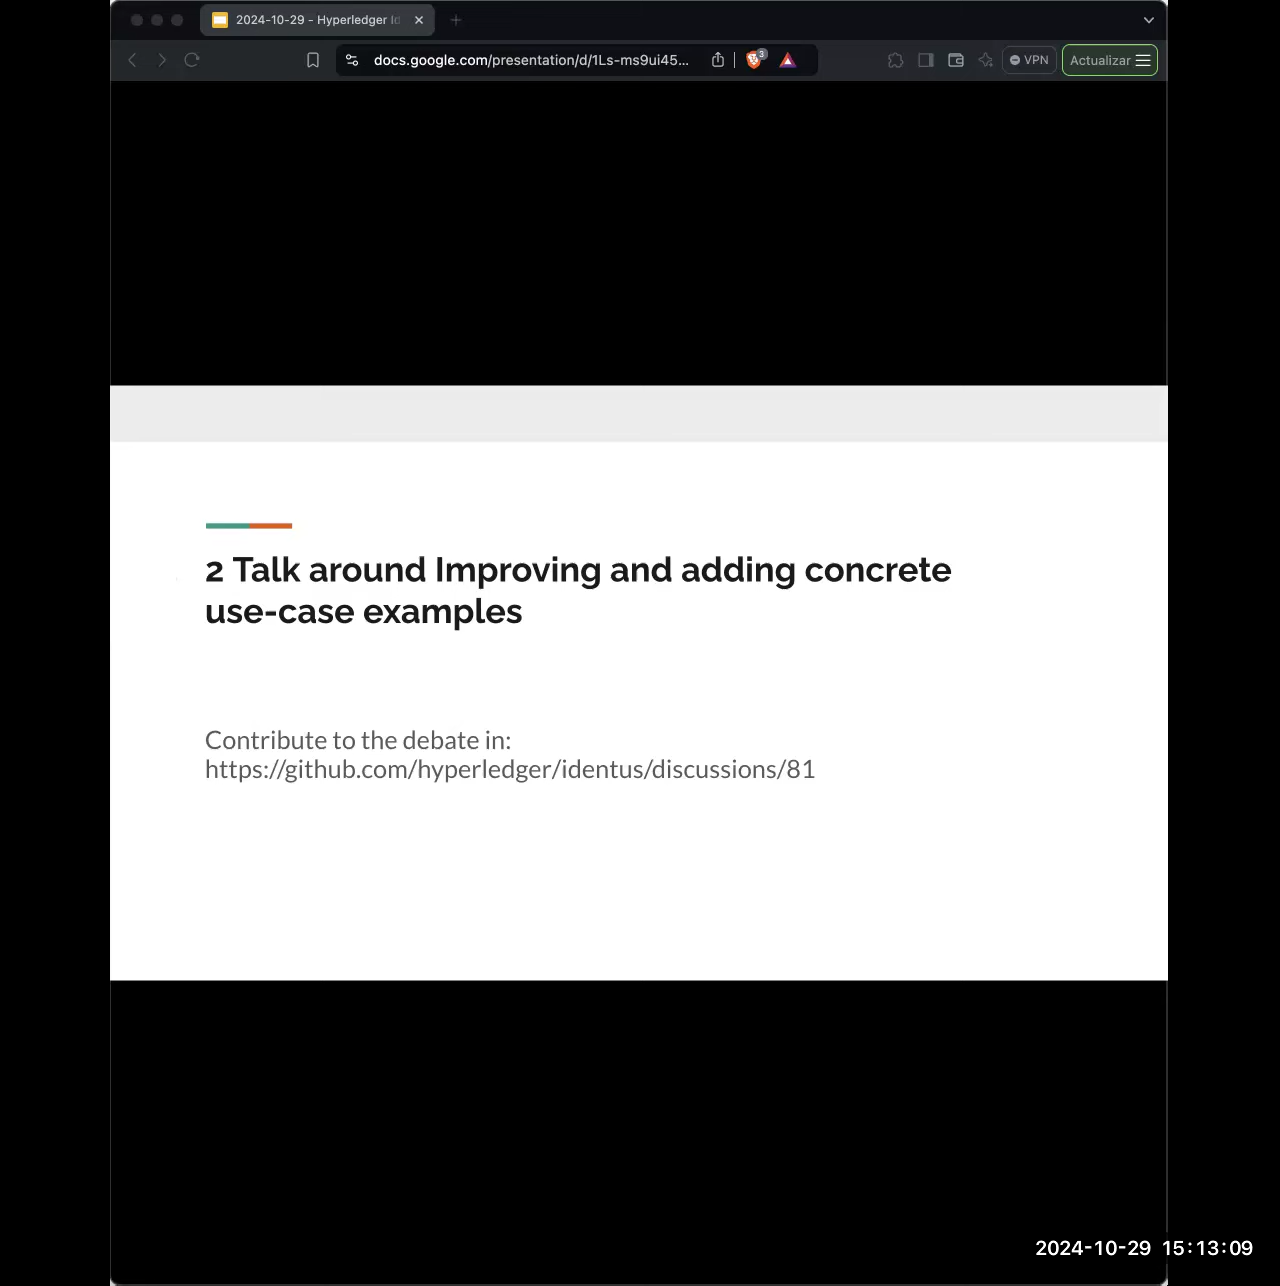 2024-10-29 - Hyperledger Id
docs.google.com/presentation/d/1Ls-ms9ui45...
3
VPN
Actualizar
2 Talk around Improving and adding concrete
use-case examples
Contribute to the debate in:
https://github.com/hyperledger/identus/discussions/81
2024-10-29 15:13:09